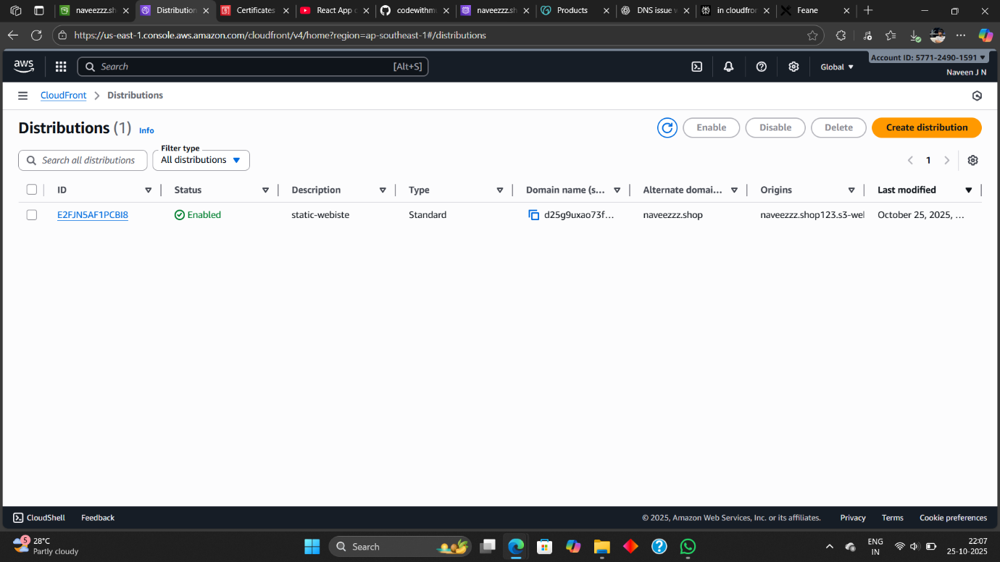 naveezzz.sh
Distribution
Certificates
React App c
codewithmu
naveezzz.sh
Products
DNS issue w
in cloudfron
Feane
https://us-east-1.console.aws.amazon.com/cloudfront/v4/home?region=ap-southeast-1#/distributions
aws
Search
[Alt+S]
Global
Account ID: 5771-2490-1591
Naveen J N
CloudFront
Distributions
Distributions (1) Info
Enable
Disable
Delete
Create distribution
Search all distributions
Filter type
All distributions
1
ID
Status
Description
Type
Domain name (s...
Alternate domai...
Origins
Last modified
E2FJN5AF1PCBI8
Enabled
static-webiste
Standard
d25g9uxao73f...
naveezzz.shop
naveezzz.shop123.s3-wel
October 25, 2025, ...
CloudShell
Feedback
© 2025, Amazon Web Services, Inc. or its affiliates.
Privacy
Terms
Cookie preferences
5
28°C
Partly cloudy
Search
ENG
IN
22:07
25-10-2025